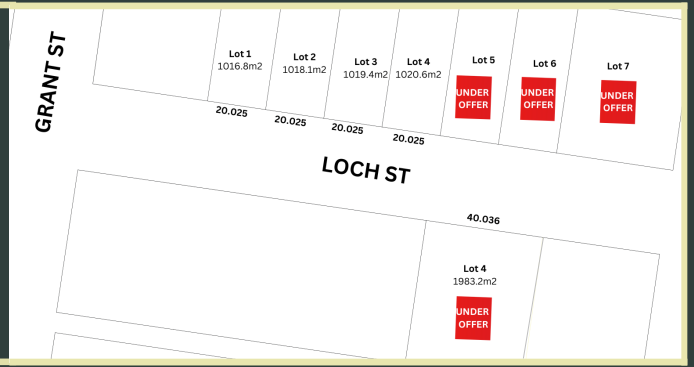 GRANT ST
Lot 1
1016.8m2
Lot 2
1018.1m2
Lot 3
1019.4m2
Lot 4
1020.6m2
Lot 5
UNDER
OFFER
Lot 6
UNDER
OFFER
Lot 7
UNDER
OFFER
20.025
20.025
20.025
20.025
LOCH ST
40.036
Lot 4
1983.2m2
UNDER
OFFER